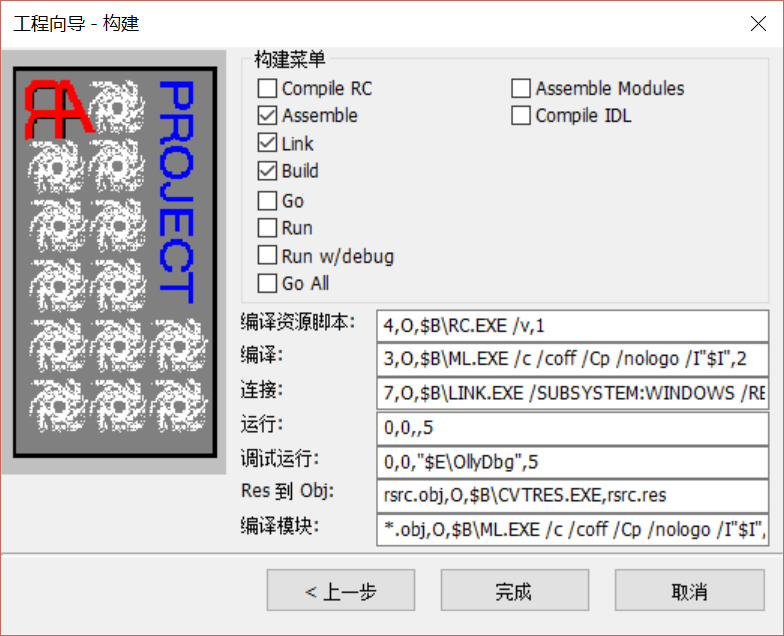 工程向导 - 构建
RA
PROJECT
构建菜单
Compile RC
Assemble
Link
Build
Go
Run
Run w/debug
Go All
Assemble Modules
Compile IDL
编译资源脚本: 4,O,$B\RC.EXE /v,1
编译: 3,O,$B\ML.EXE /c /coff /Cp /nologo /I"$I",2
连接: 7,O,$B\LINK.EXE /SUBSYSTEM:WINDOWS /RE
运行: 0,0,,5
调试运行: 0,0,"$E\OllyDbg",5
Res 到 Obj: rsrc.obj,O,$B\CVTRES.EXE,rsrc.res
编译模块: *.obj,O,$B\ML.EXE /c /coff /Cp /nologo /I"$I",
< 上一步
完成
取消